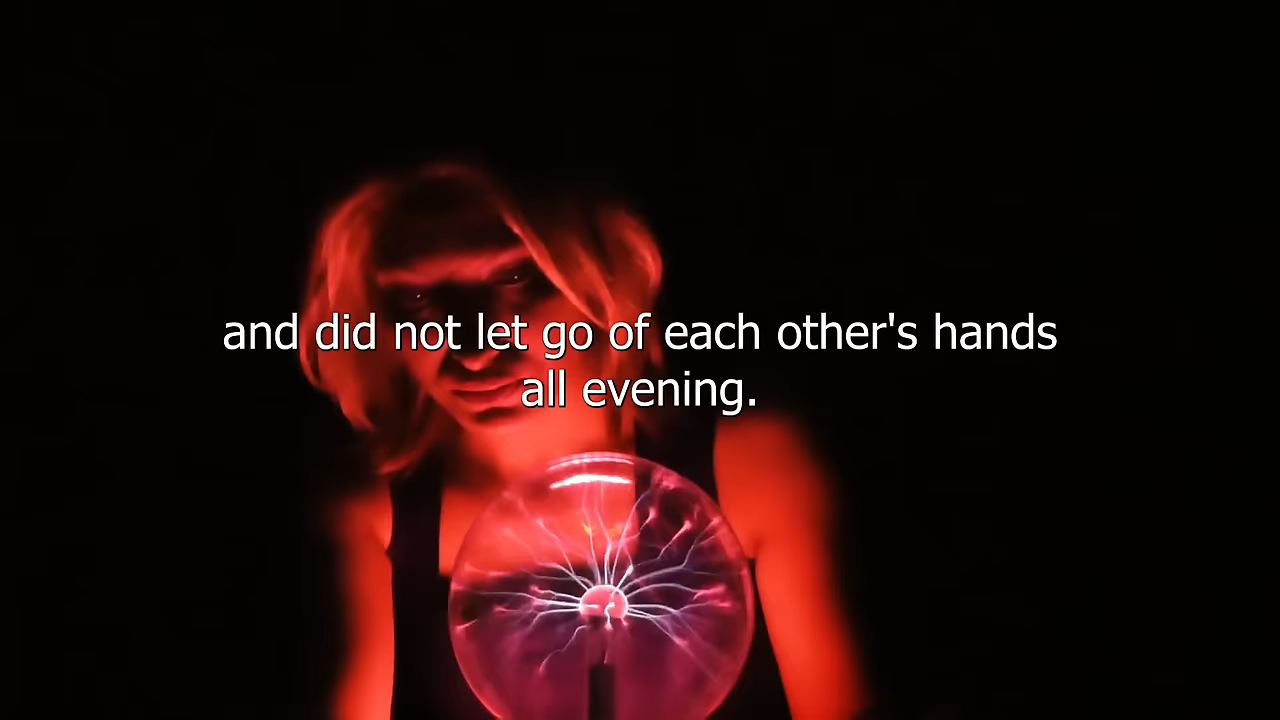 and did not let go of each other's hands
all evening.